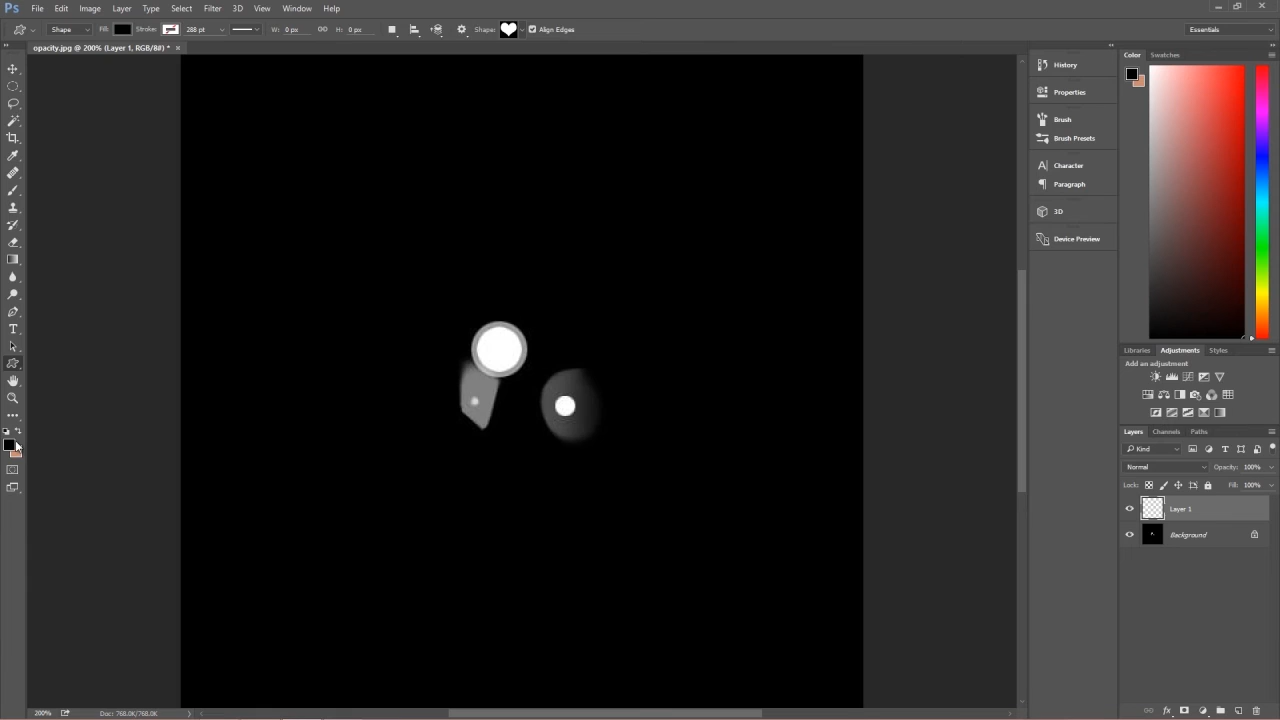 Ps File Edit Image Layer Type Select Filter 3D View Window Help
Shape Fill: Stroke: 288 pt W: 0 px H: 0 px Shape: Align Edges Essentials
opacity.jpg @ 200% (Layer 1, RGB/8#) * ×
History
Properties
Brush
Brush Presets
Character
Paragraph
3D
Device Preview
Color Swatches
Libraries Adjustments Styles
Add an adjustment
Layers Channels Paths
Kind
Normal Opacity: 100%
Lock: Fill: 100%
Layer 1
Background
200% Doc: 768.0K/768.0K